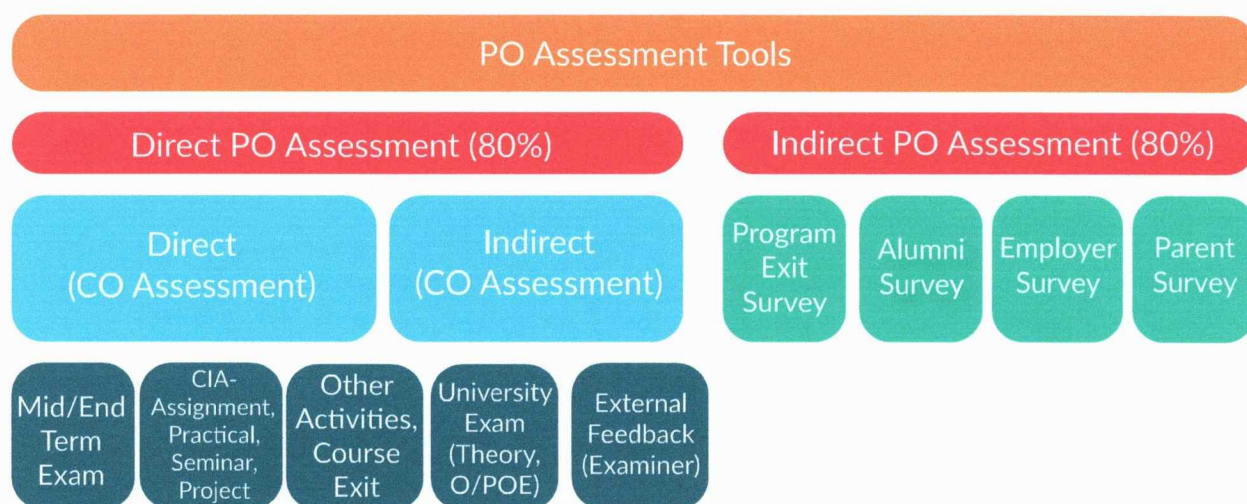 PO Assessment Tools
Direct PO Assessment (80%)
Indirect PO Assessment (80%)
Direct
(CO Assessment)
Indirect
(CO Assessment)
Program
Exit
Survey
Alumni
Survey
Employer
Survey
Parent
Survey
Mid/End
Term
Exam
CIA-
Assignment,
Practical,
Seminar,
Project
Other
Activities,
Course
Exit
University
Exam
(Theory,
O/POE)
External
Feedback
(Examiner)